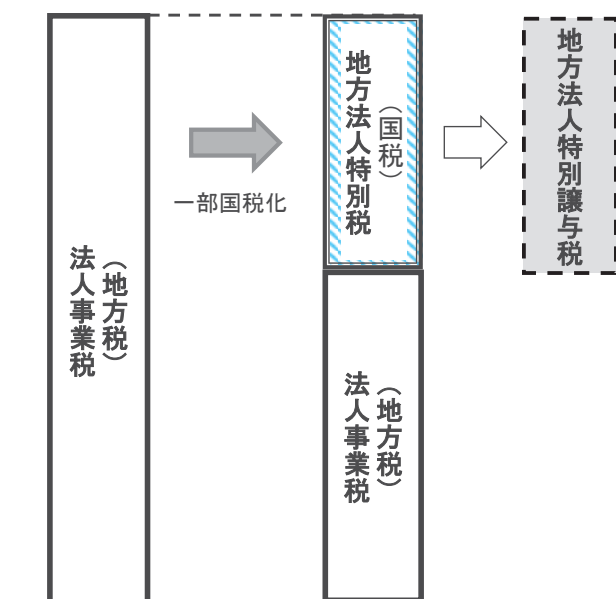 法人事業税
（地方税）
一部国税化
地方法人特別税
（国税）
法人事業税
（地方税）
地方法人特別譲与税